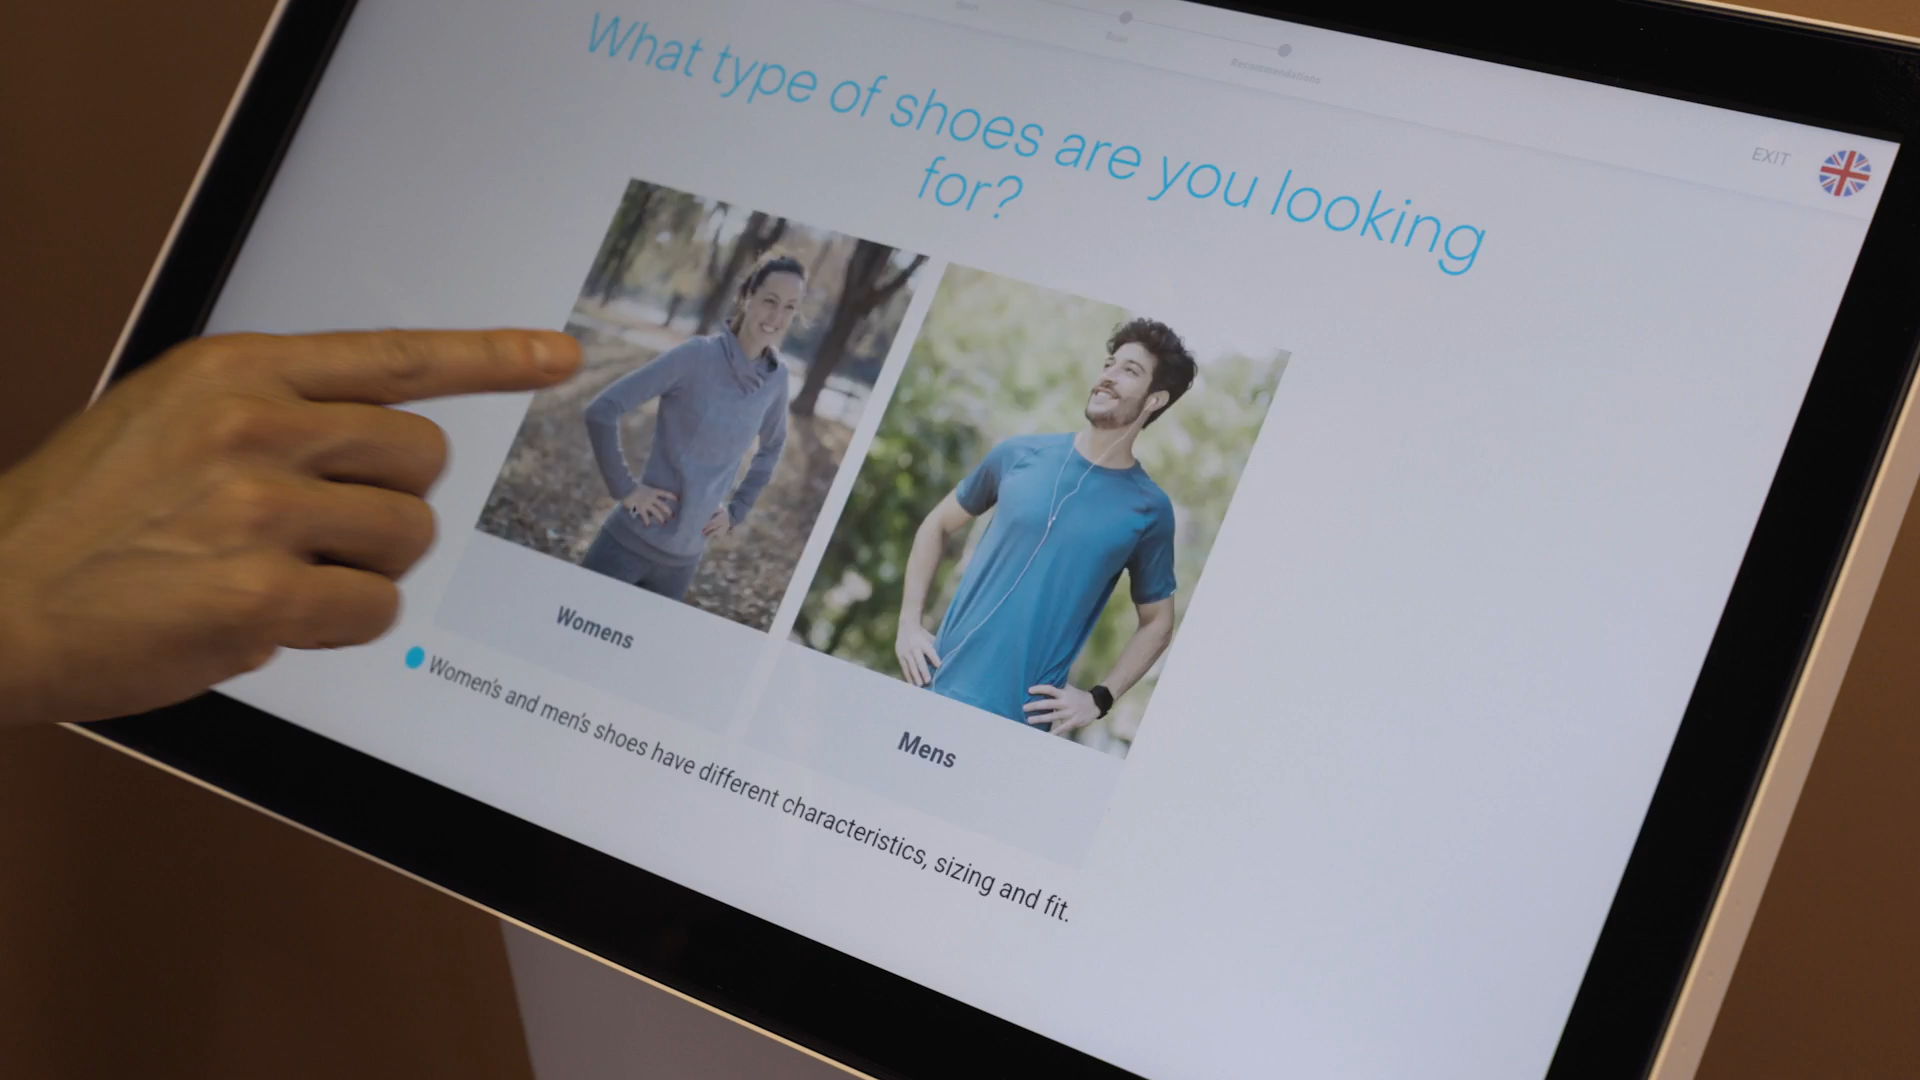 Recommendations
EXIT
What type of shoes are you looking
for?
Womens
Mens
Women's and men's shoes have different characteristics, sizing and fit.